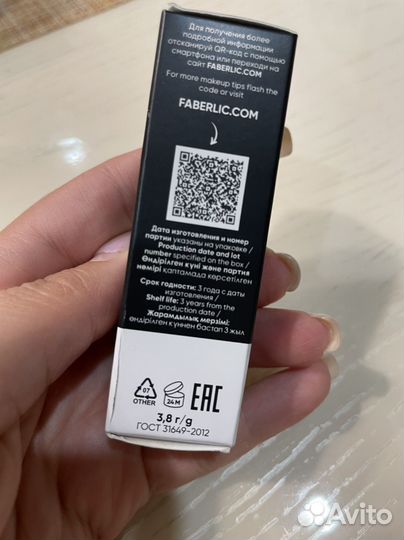 Для получения более
подробной информации
отсканируй QR-код с помощью
смартфона или переходи на
сайт FABERLIC.COM
For more makeup tips flash the
code or visit
FABERLIC.COM
Дата изготовления и номер
партии указаны на упаковке /
Production date and lot
number specified on the box /
Өндірілген күні және партия
нөмірі қаптамада көрсетілген
Срок годности: 3 года с даты
изготовления /
Shelf life: 3 years from the
production date /
Жарамдылық мерзімі:
өндірілген күннен бастап 3 жыл
07
OTHER
24 M
EAC
3,8 г/g
ГОСТ 31649-2012
Avito